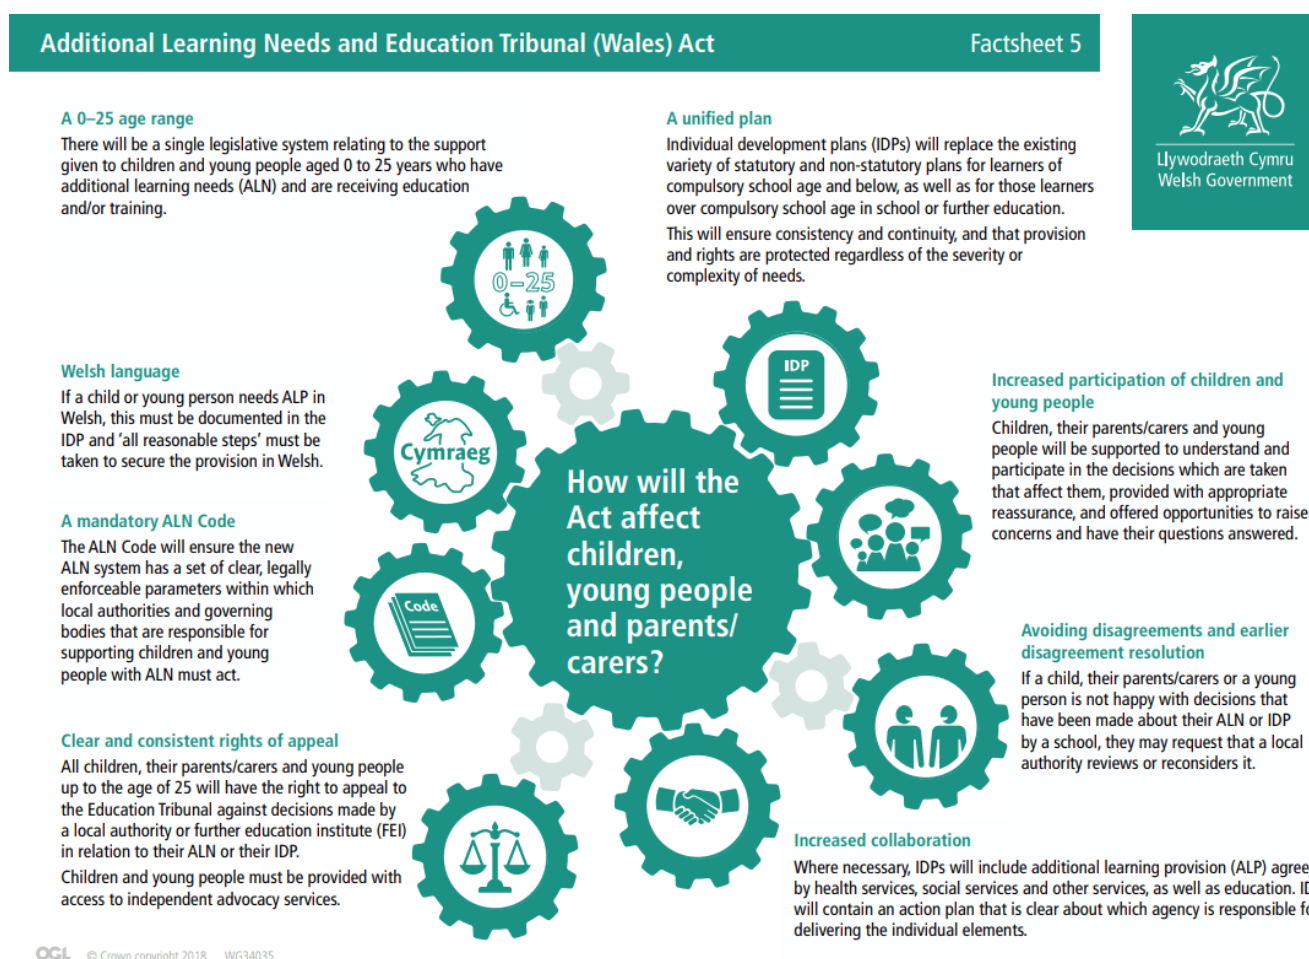 Additional Learning Needs and Education Tribunal (Wales) Act
Factsheet 5
Llywodraeth Cymru
Welsh Government
A 0–25 age range
There will be a single legislative system relating to the support
given to children and young people aged 0 to 25 years who have
additional learning needs (ALN) and are receiving education
and/or training.
A unified plan
Individual development plans (IDPs) will replace the existing
variety of statutory and non-statutory plans for learners of
compulsory school age and below, as well as for those learners
over compulsory school age in school or further education.
This will ensure consistency and continuity, and that provision
and rights are protected regardless of the severity or
complexity of needs.
0–25
IDP
Welsh language
If a child or young person needs ALP in
Welsh, this must be documented in the
IDP and ‘all reasonable steps’ must be
taken to secure the provision in Welsh.
Cymraeg
Increased participation of children and
young people
Children, their parents/carers and young
people will be supported to understand and
participate in the decisions which are taken
that affect them, provided with appropriate
reassurance, and offered opportunities to raise
concerns and have their questions answered.
How will the
Act affect
children,
young people
and parents/
carers?
A mandatory ALN Code
The ALN Code will ensure the new
ALN system has a set of clear, legally
enforceable parameters within which
local authorities and governing
bodies that are responsible for
supporting children and young
people with ALN must act.
Code
Avoiding disagreements and earlier
disagreement resolution
If a child, their parents/carers or a young
person is not happy with decisions that
have been made about their ALN or IDP
by a school, they may request that a local
authority reviews or reconsiders it.
Clear and consistent rights of appeal
All children, their parents/carers and young people
up to the age of 25 will have the right to appeal to
the Education Tribunal against decisions made by
a local authority or further education institute (FEI)
in relation to their ALN or their IDP.
Children and young people must be provided with
access to independent advocacy services.
Increased collaboration
Where necessary, IDPs will include additional learning provision (ALP) agree
by health services, social services and other services, as well as education.
will contain an action plan that is clear about which agency is responsible
delivering the individual elements.
OGL © Crown copyright 2018 WG34035